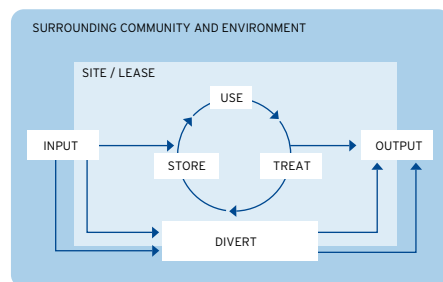 SURROUNDING COMMUNITY AND ENVIRONMENT
SITE / LEASE
USE
INPUT
OUTPUT
STORE
TREAT
DIVERT